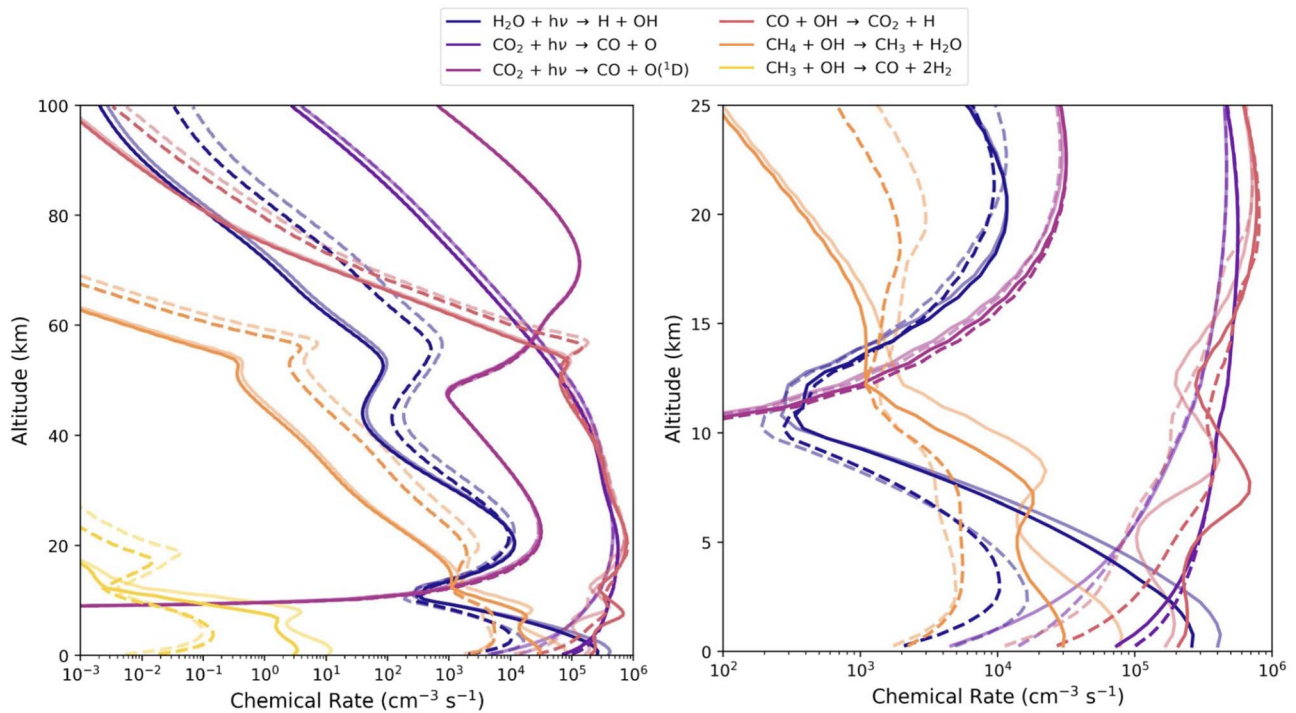 H₂O + hν → H + OH
CO₂ + hν → CO + O
CO₂ + hν → CO + O(¹D)
CO + OH → CO₂ + H
CH₄ + OH → CH₃ + H₂O
CH₃ + OH → CO + 2H₂
100
80
60
40
20
0
Altitude (km)
10⁻³ 10⁻² 10⁻¹ 10⁰ 10¹ 10² 10³ 10⁴ 10⁵ 10⁶
Chemical Rate (cm⁻³ s⁻¹)
25
20
15
10
5
0
Altitude (km)
10² 10³ 10⁴ 10⁵ 10⁶
Chemical Rate (cm⁻³ s⁻¹)